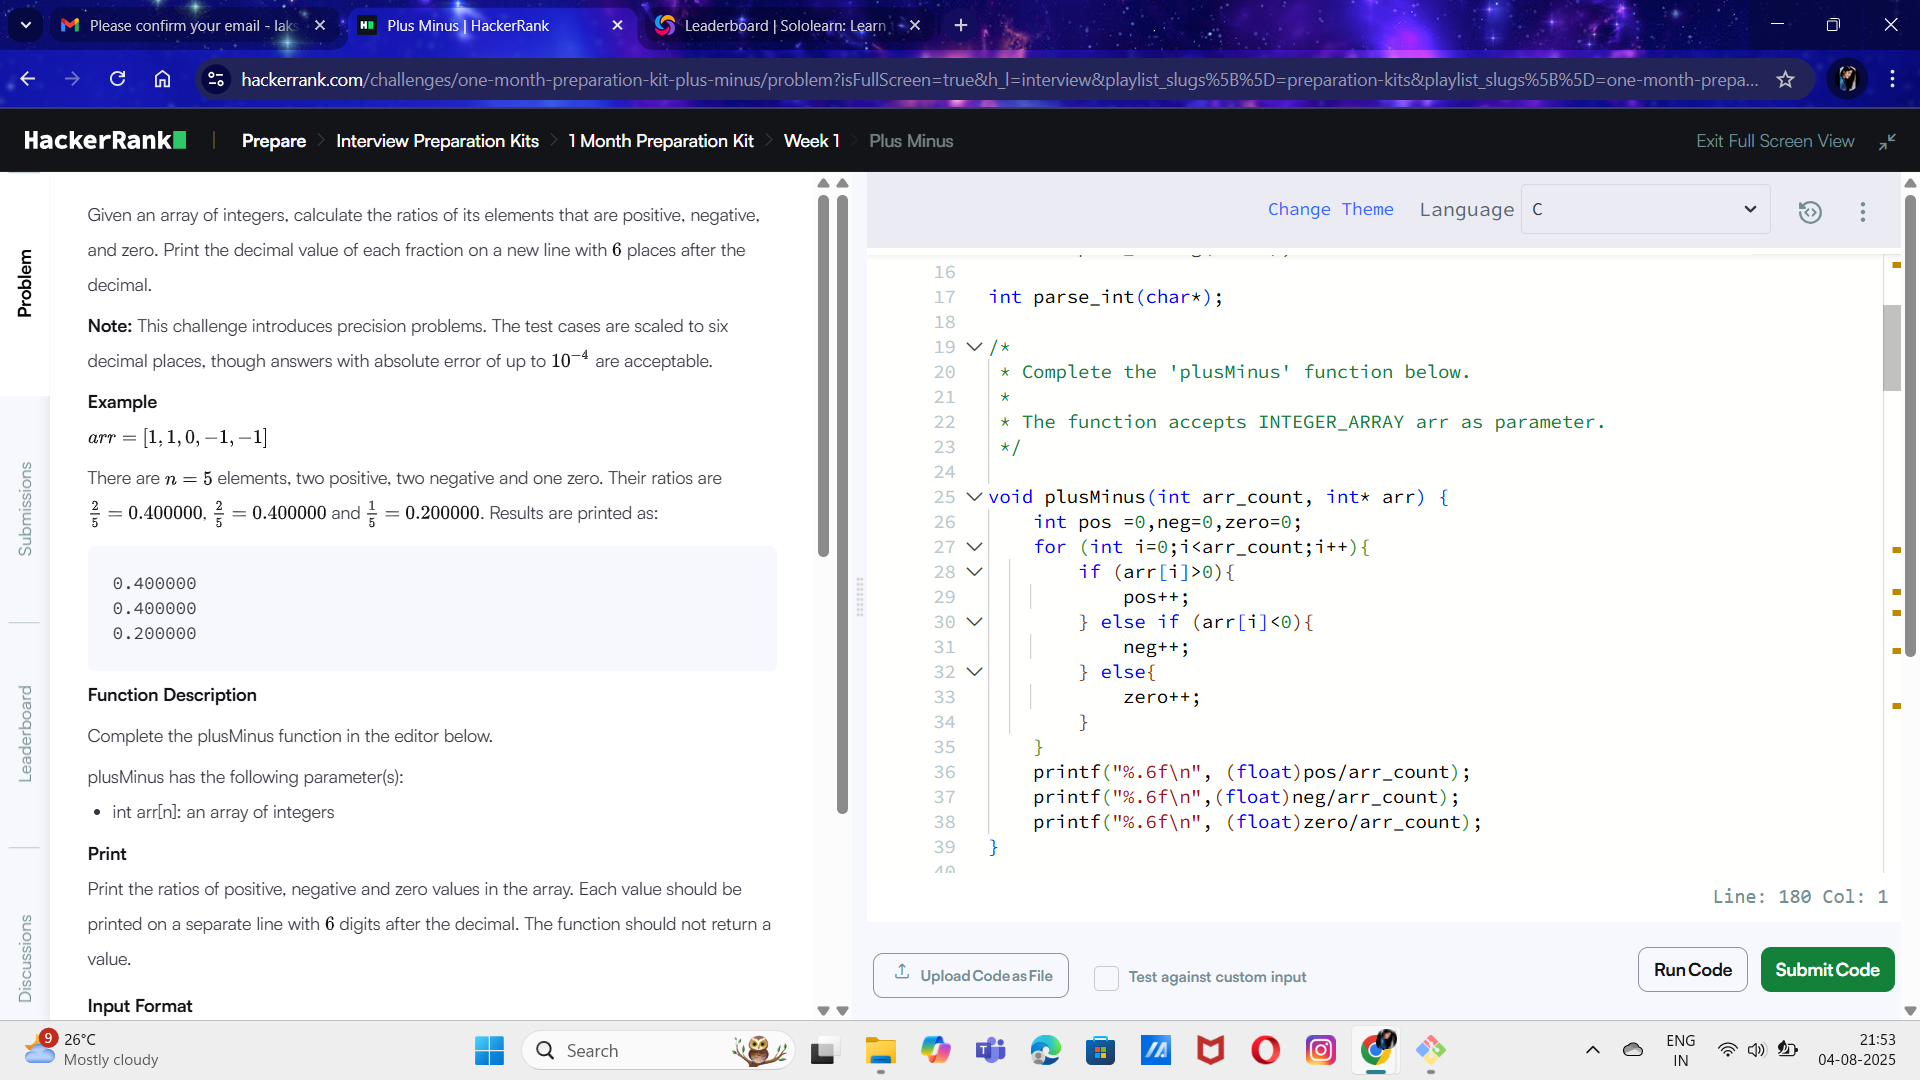 Please confirm your email - laks
Plus Minus | HackerRank
Leaderboard | Sololearn: Learn
hackerrank.com/challenges/one-month-preparation-kit-plus-minus/problem?isFullScreen=true&h_l=interview&playlist_slugs%5B%5D=preparation-kits&playlist_slugs%5B%5D=one-month-prepa...
HackerRank
Prepare
Interview Preparation Kits
1 Month Preparation Kit
Week 1
Plus Minus
Exit Full Screen View
Problem
Submissions
Leaderboard
Discussions
Given an array of integers, calculate the ratios of its elements that are positive, negative,
and zero. Print the decimal value of each fraction on a new line with 6 places after the
decimal.
Note: This challenge introduces precision problems. The test cases are scaled to six
decimal places, though answers with absolute error of up to 10⁻⁴ are acceptable.
Example
arr = [1, 1, 0, −1, −1]
There are n = 5 elements, two positive, two negative and one zero. Their ratios are
2/5 = 0.400000, 2/5 = 0.400000 and 1/5 = 0.200000. Results are printed as:
0.400000
0.400000
0.200000
Function Description
Complete the plusMinus function in the editor below.
plusMinus has the following parameter(s):
• int arr[n]: an array of integers
Print
Print the ratios of positive, negative and zero values in the array. Each value should be
printed on a separate line with 6 digits after the decimal. The function should not return a
value.
Input Format
Change Theme
Language
C
16
17 int parse_int(char*);
18
19 /*
20 * Complete the 'plusMinus' function below.
21 *
22 * The function accepts INTEGER_ARRAY arr as parameter.
23 */
24
25 void plusMinus(int arr_count, int* arr) {
26 int pos =0,neg=0,zero=0;
27 for (int i=0;i<arr_count;i++){
28 if (arr[i]>0){
29 pos++;
30 } else if (arr[i]<0){
31 neg++;
32 } else{
33 zero++;
34 }
35 }
36 printf("%.6f\n", (float)pos/arr_count);
37 printf("%.6f\n",(float)neg/arr_count);
38 printf("%.6f\n", (float)zero/arr_count);
39 }
40
Line: 180 Col: 1
Upload Code as File
Test against custom input
Run Code
Submit Code
9
26°C
Mostly cloudy
Search
ENG
IN
21:53
04-08-2025